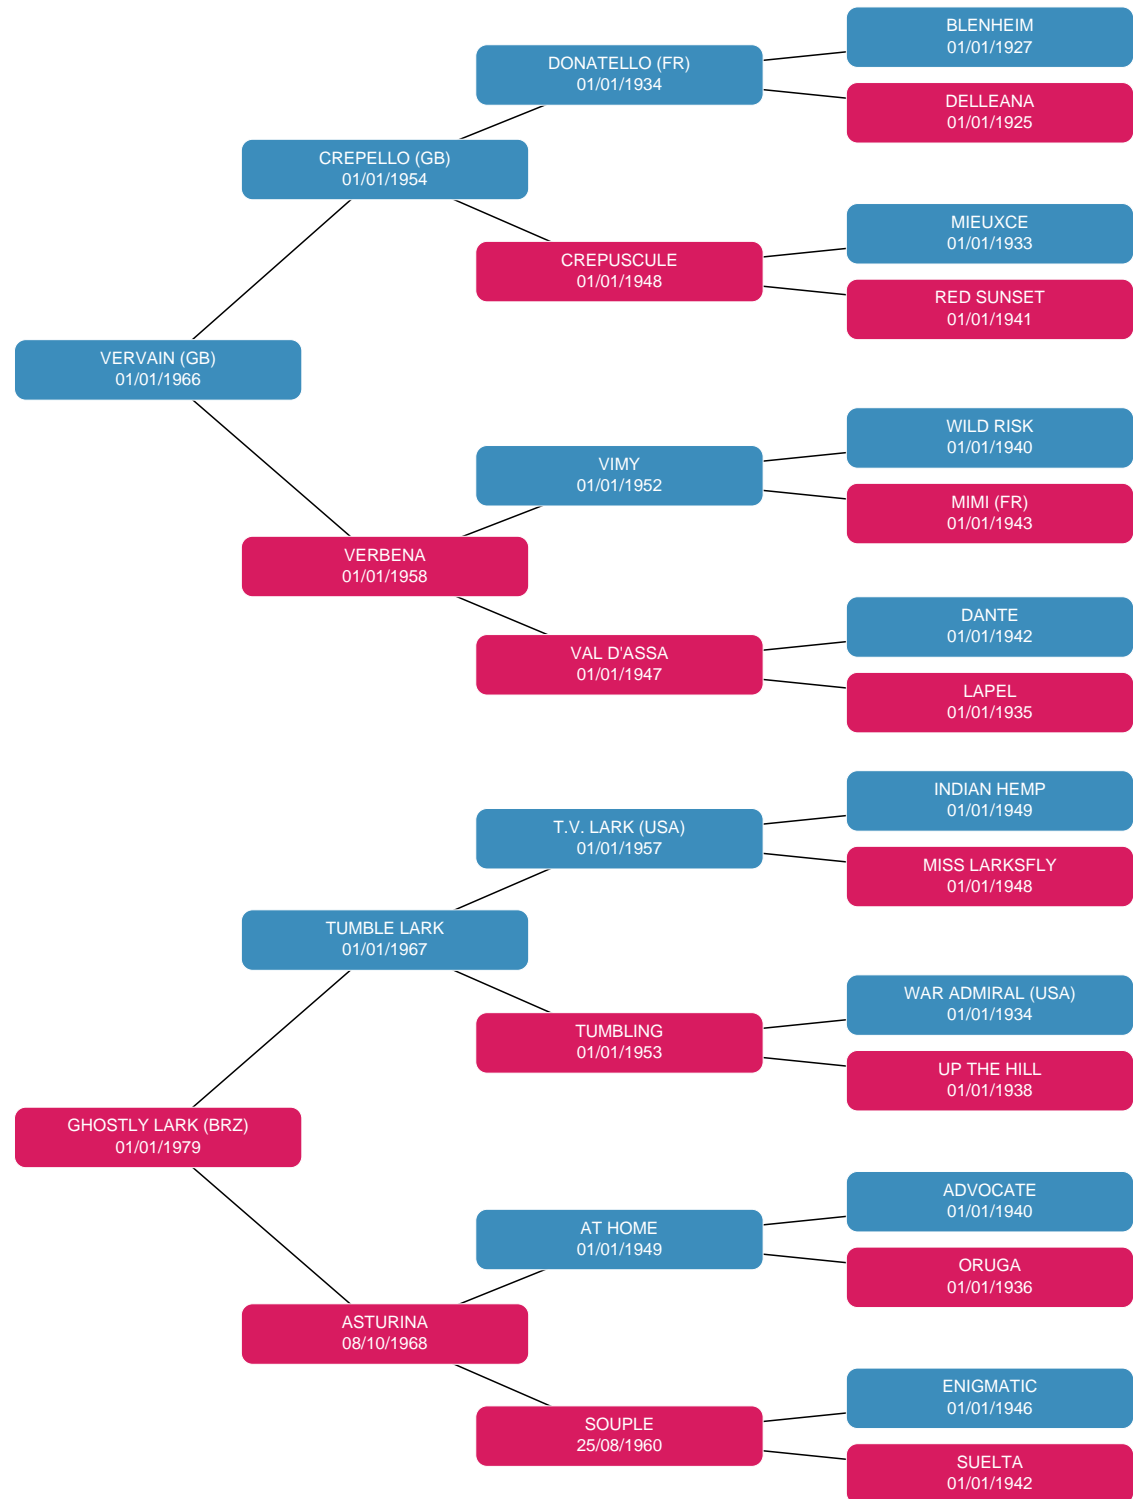 BLENHEIM
01/01/1927
DONATELLO (FR)
01/01/1934
DELLEANA
01/01/1925
CREPELLO (GB)
01/01/1954
MIEUXCE
01/01/1933
CREPUSCULE
01/01/1948
RED SUNSET
01/01/1941
VERVAIN (GB)
01/01/1966
WILD RISK
01/01/1940
VIMY
01/01/1952
MIMI (FR)
01/01/1943
VERBENA
01/01/1958
DANTE
01/01/1942
VAL D'ASSA
01/01/1947
LAPEL
01/01/1935
INDIAN HEMP
01/01/1949
T.V. LARK (USA)
01/01/1957
MISS LARKSFLY
01/01/1948
TUMBLE LARK
01/01/1967
WAR ADMIRAL (USA)
01/01/1934
TUMBLING
01/01/1953
UP THE HILL
01/01/1938
GHOSTLY LARK (BRZ)
01/01/1979
ADVOCATE
01/01/1940
AT HOME
01/01/1949
ORUGA
01/01/1936
ASTURINA
08/10/1968
ENIGMATIC
01/01/1946
SOUPLE
25/08/1960
SUELTA
01/01/1942